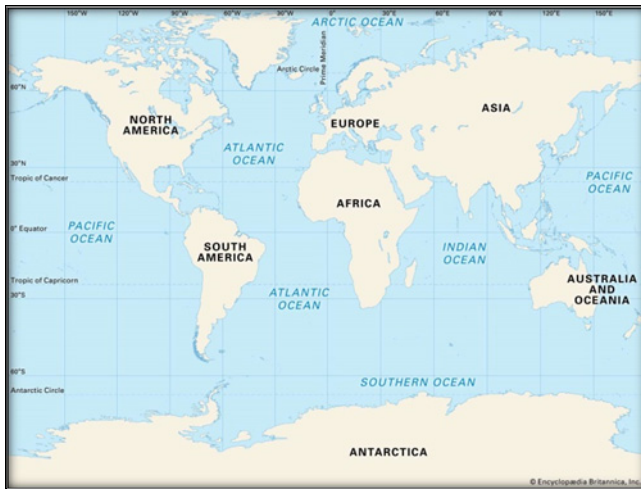 150°W 120°W 90°W 60°W 30°W 0° 30°E 60°E 90°E 120°E 150°E
ARCTIC OCEAN
Arctic Circle
Prime Meridian
60°N
NORTH
AMERICA
EUROPE
ASIA
ATLANTIC
OCEAN
30°N
Tropic of Cancer
PACIFIC
OCEAN
AFRICA
0° Equator
PACIFIC
OCEAN
SOUTH
AMERICA
INDIAN
OCEAN
Tropic of Capricorn
30°S
ATLANTIC
OCEAN
AUSTRALIA
AND
OCEANIA
60°S
Antarctic Circle
SOUTHERN OCEAN
ANTARCTICA
© Encyclopædia Britannica, Inc.